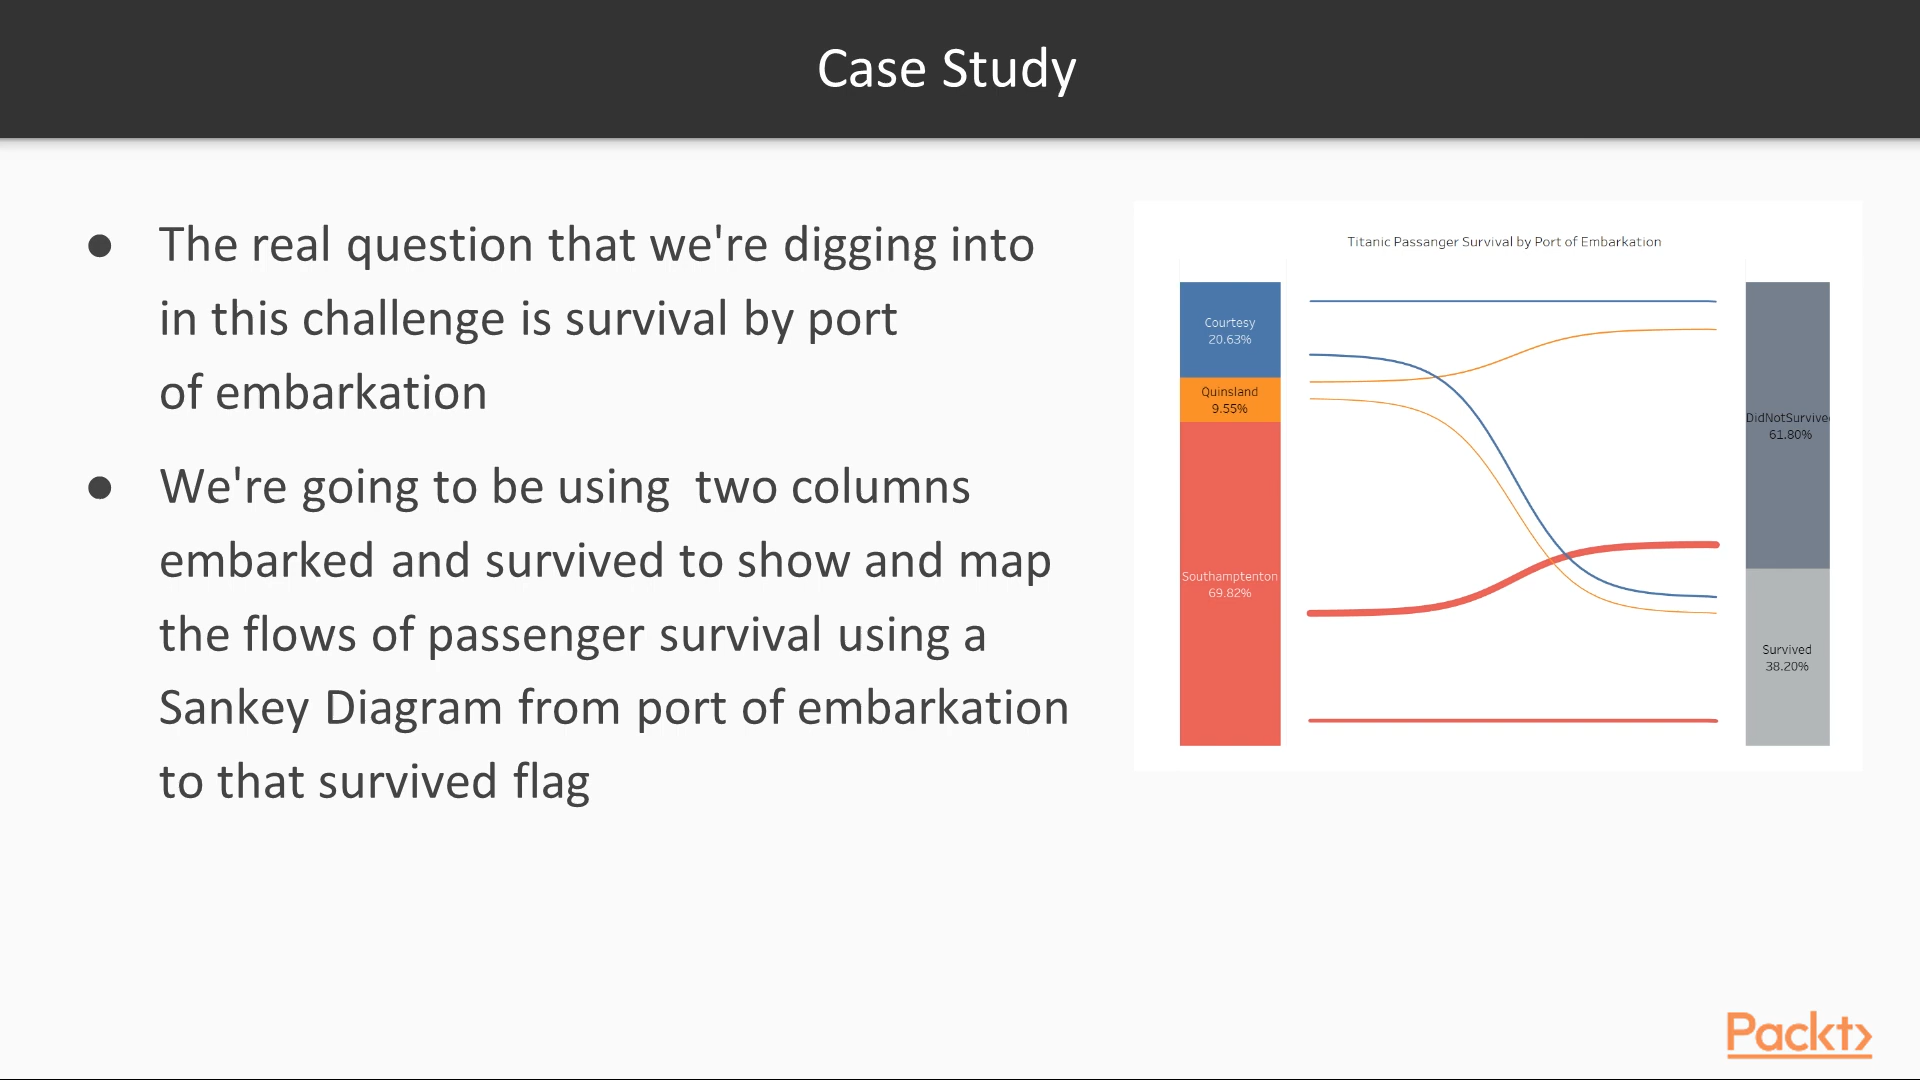 Case Study
● The real question that we're digging into
in this challenge is survival by port
of embarkation
● We're going to be using  two columns
embarked and survived to show and map
the flows of passenger survival using a
Sankey Diagram from port of embarkation
to that survived flag
Titanic Passanger Survival by Port of Embarkation
Courtesy
20.63%
Quinsland
9.55%
Southamptenton
69.82%
DidNotSurvive
61.80%
Survived
38.20%
Packt>